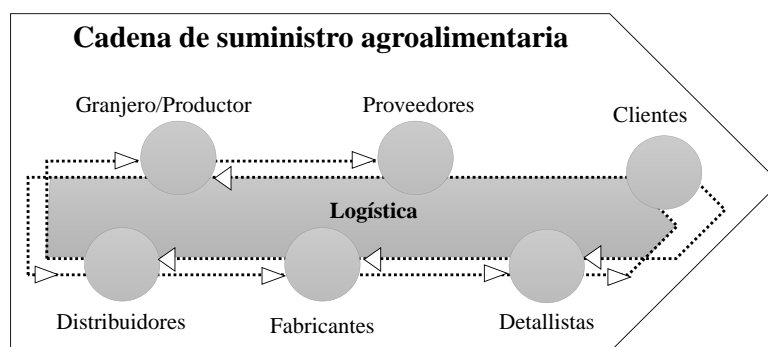 Cadena de suministro agroalimentaria
Granjero/Productor
Proveedores
Clientes
Logística
Distribuidores
Fabricantes
Detallistas